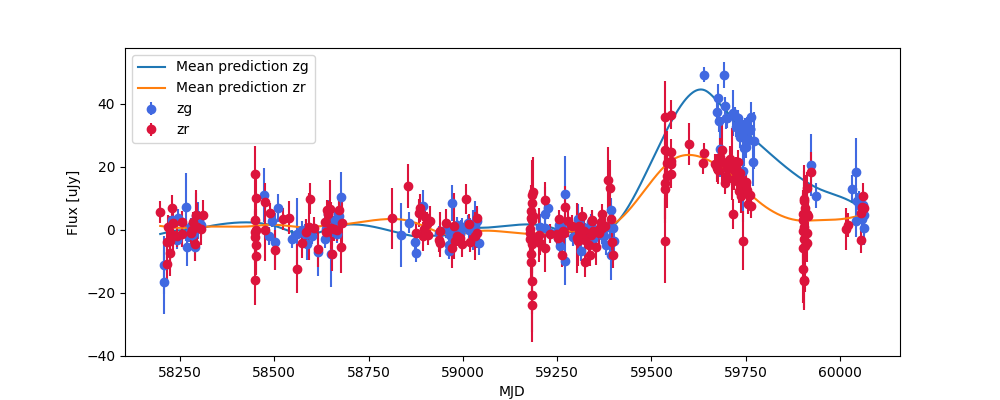 Mean prediction zg
Mean prediction zr
zg
zr
Flux [uJy]
40
20
0
−20
−40
58250
58500
58750
59000
59250
59500
59750
60000
MJD